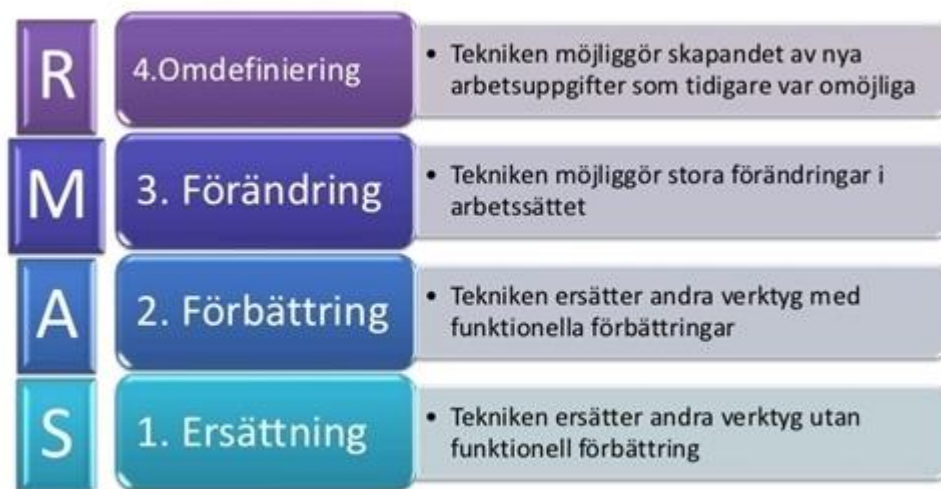 R
4.Omdefiniering
• Tekniken möjliggör skapandet av nya
arbetsuppgifter som tidigare var omöjliga
M
3. Förändring
• Tekniken möjliggör stora förändringar i
arbetssättet
A
2. Förbättring
• Tekniken ersätter andra verktyg med
funktionella förbättringar
S
1. Ersättning
• Tekniken ersätter andra verktyg utan
funktionell förbättring